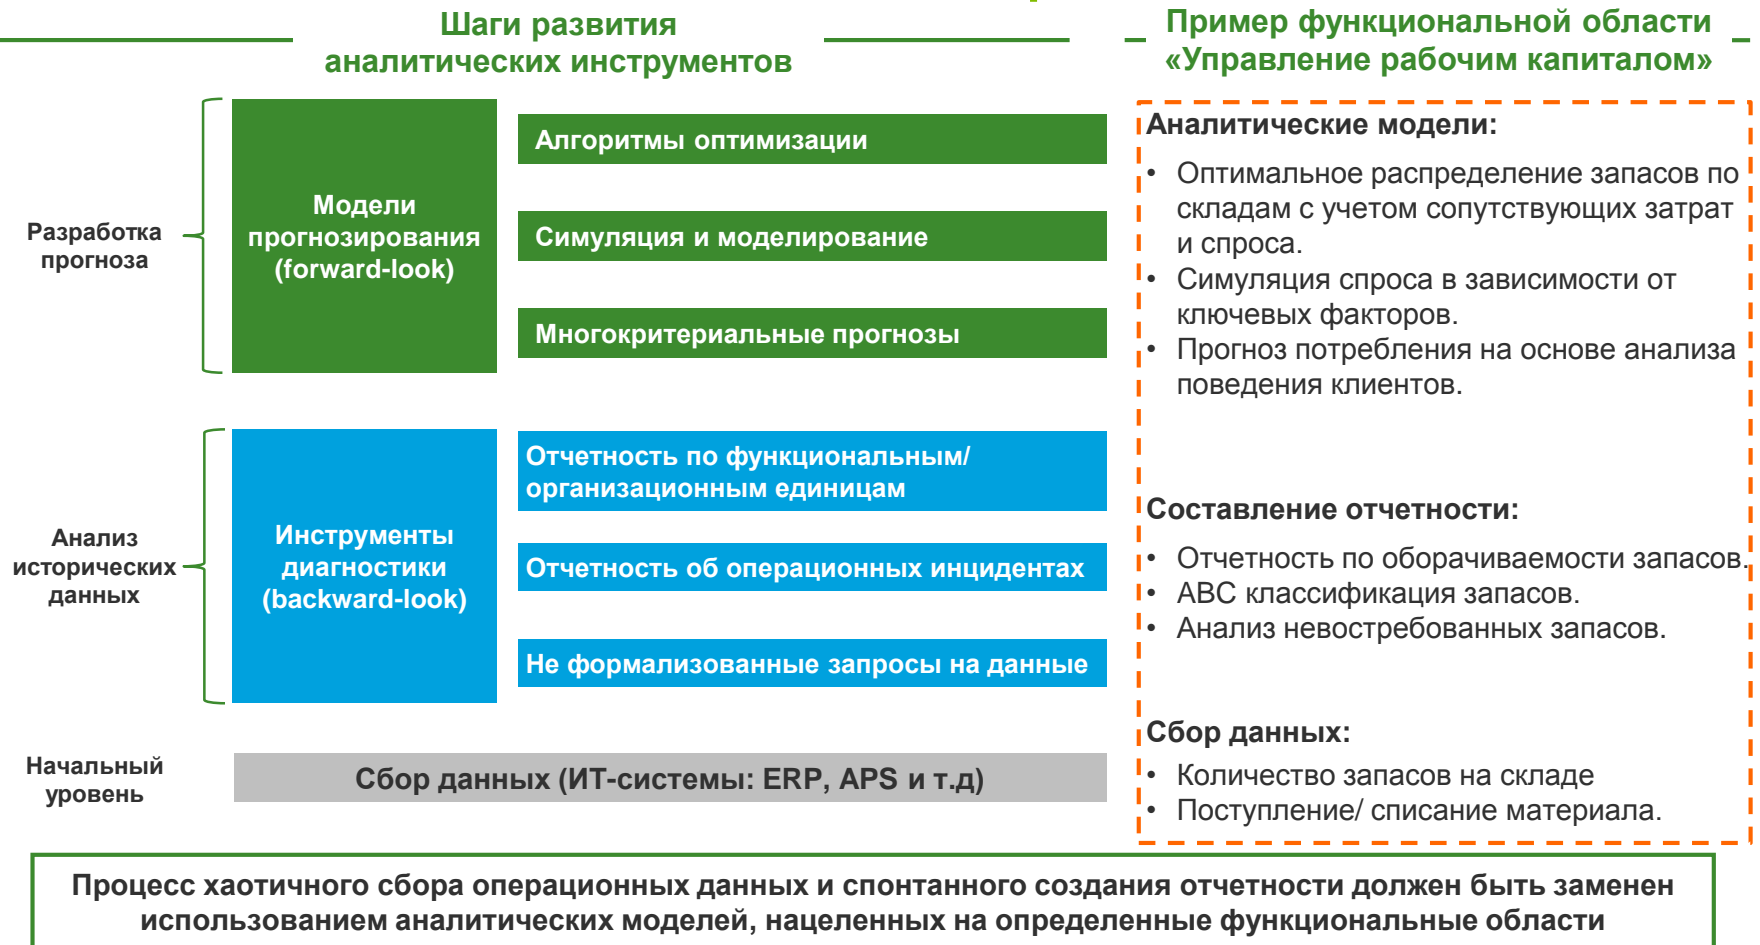 Шаги развития
аналитических инструментов
Пример функциональной области
«Управление рабочим капиталом»
Разработка
прогноза
Модели
прогнозирования
(forward-look)
Алгоритмы оптимизации
Симуляция и моделирование
Многокритериальные прогнозы
Аналитические модели:
• Оптимальное распределение запасов по
складам с учетом сопутствующих затрат
и спроса.
• Симуляция спроса в зависимости от
ключевых факторов.
• Прогноз потребления на основе анализа
поведения клиентов.
Анализ
исторических
данных
Инструменты
диагностики
(backward-look)
Отчетность по функциональным/
организационным единицам
Отчетность об операционных инцидентах
Не формализованные запросы на данные
Составление отчетности:
• Отчетность по оборачиваемости запасов.
• АВС классификация запасов.
• Анализ невостребованных запасов.
Начальный
уровень
Сбор данных (ИТ-системы: ERP, APS и т.д)
Сбор данных:
• Количество запасов на складе
• Поступление/ списание материала.
Процесс хаотичного сбора операционных данных и спонтанного создания отчетности должен быть заменен
использованием аналитических моделей, нацеленных на определенные функциональные области